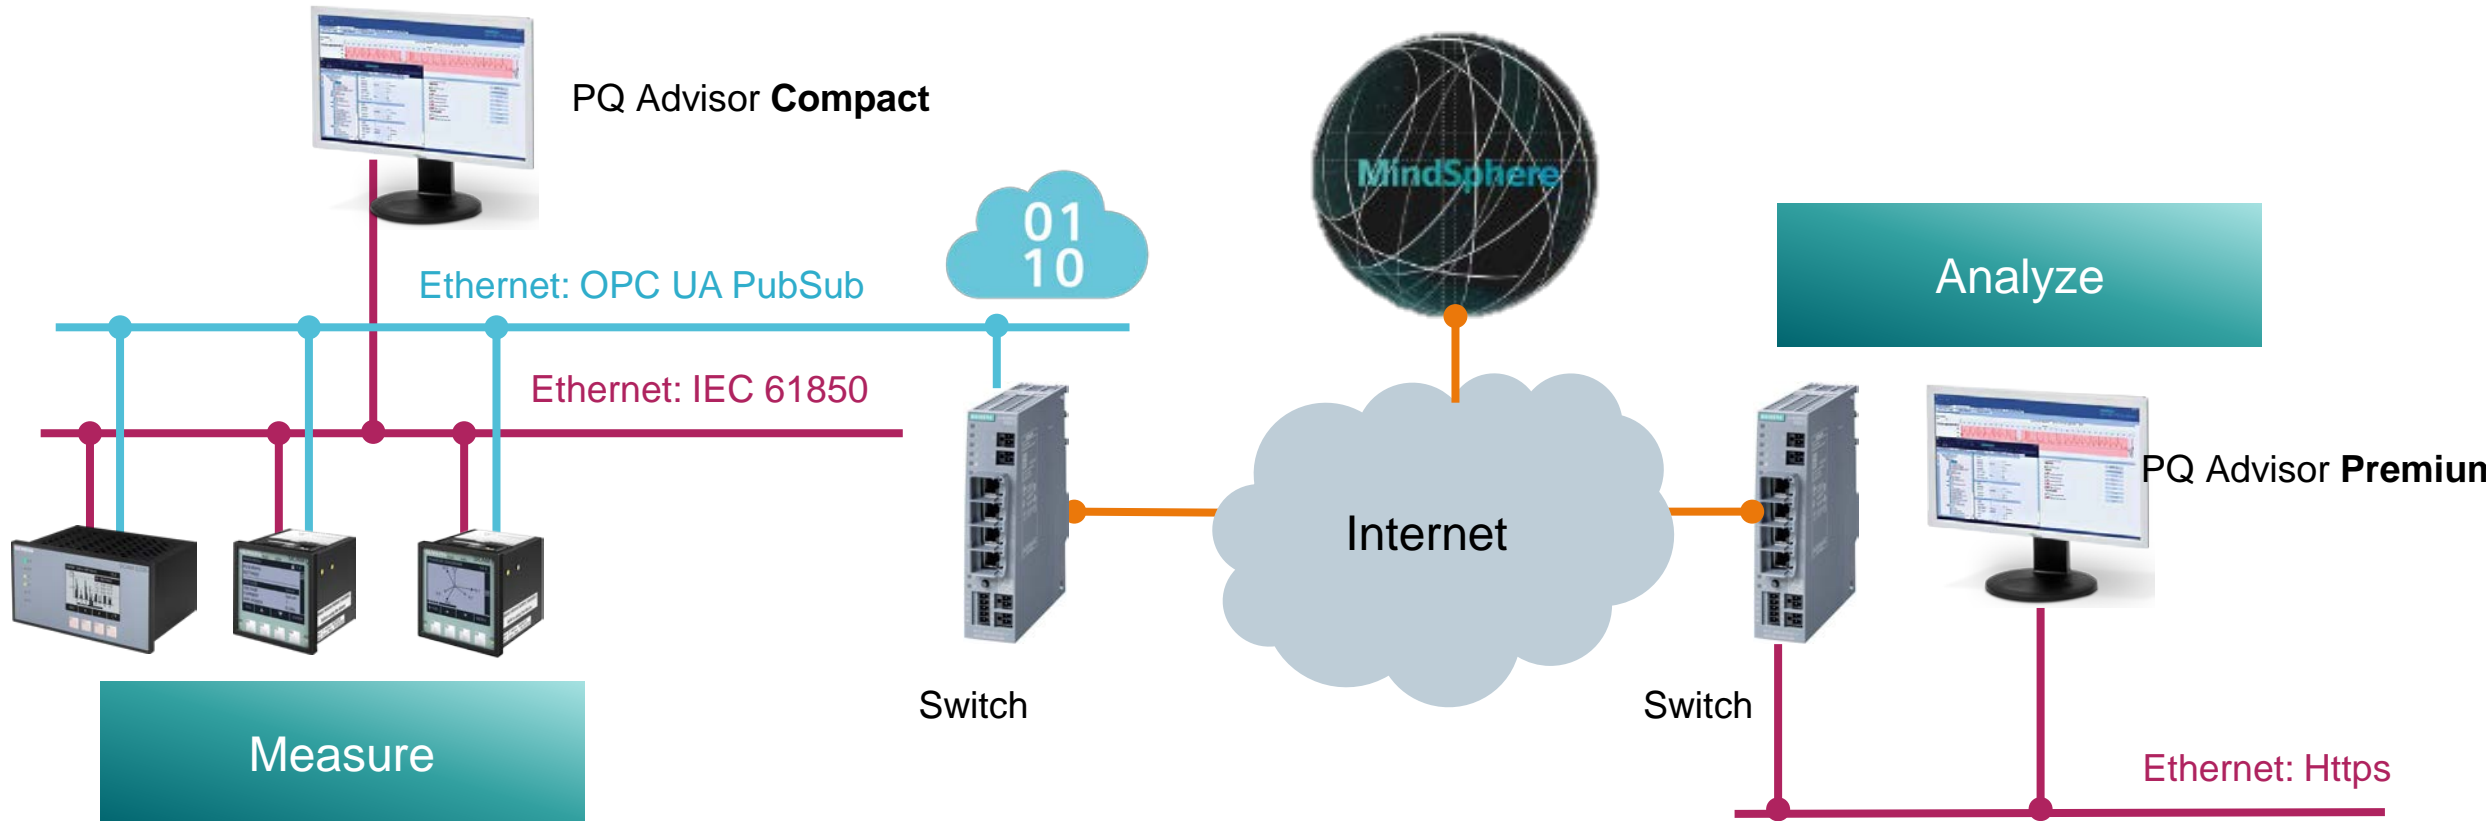 PQ Advisor Compact
01
10
MindSphere
Ethernet: OPC UA PubSub
Analyze
Ethernet: IEC 61850
PQ Advisor Premium
Internet
Switch
Switch
Measure
Ethernet: Https